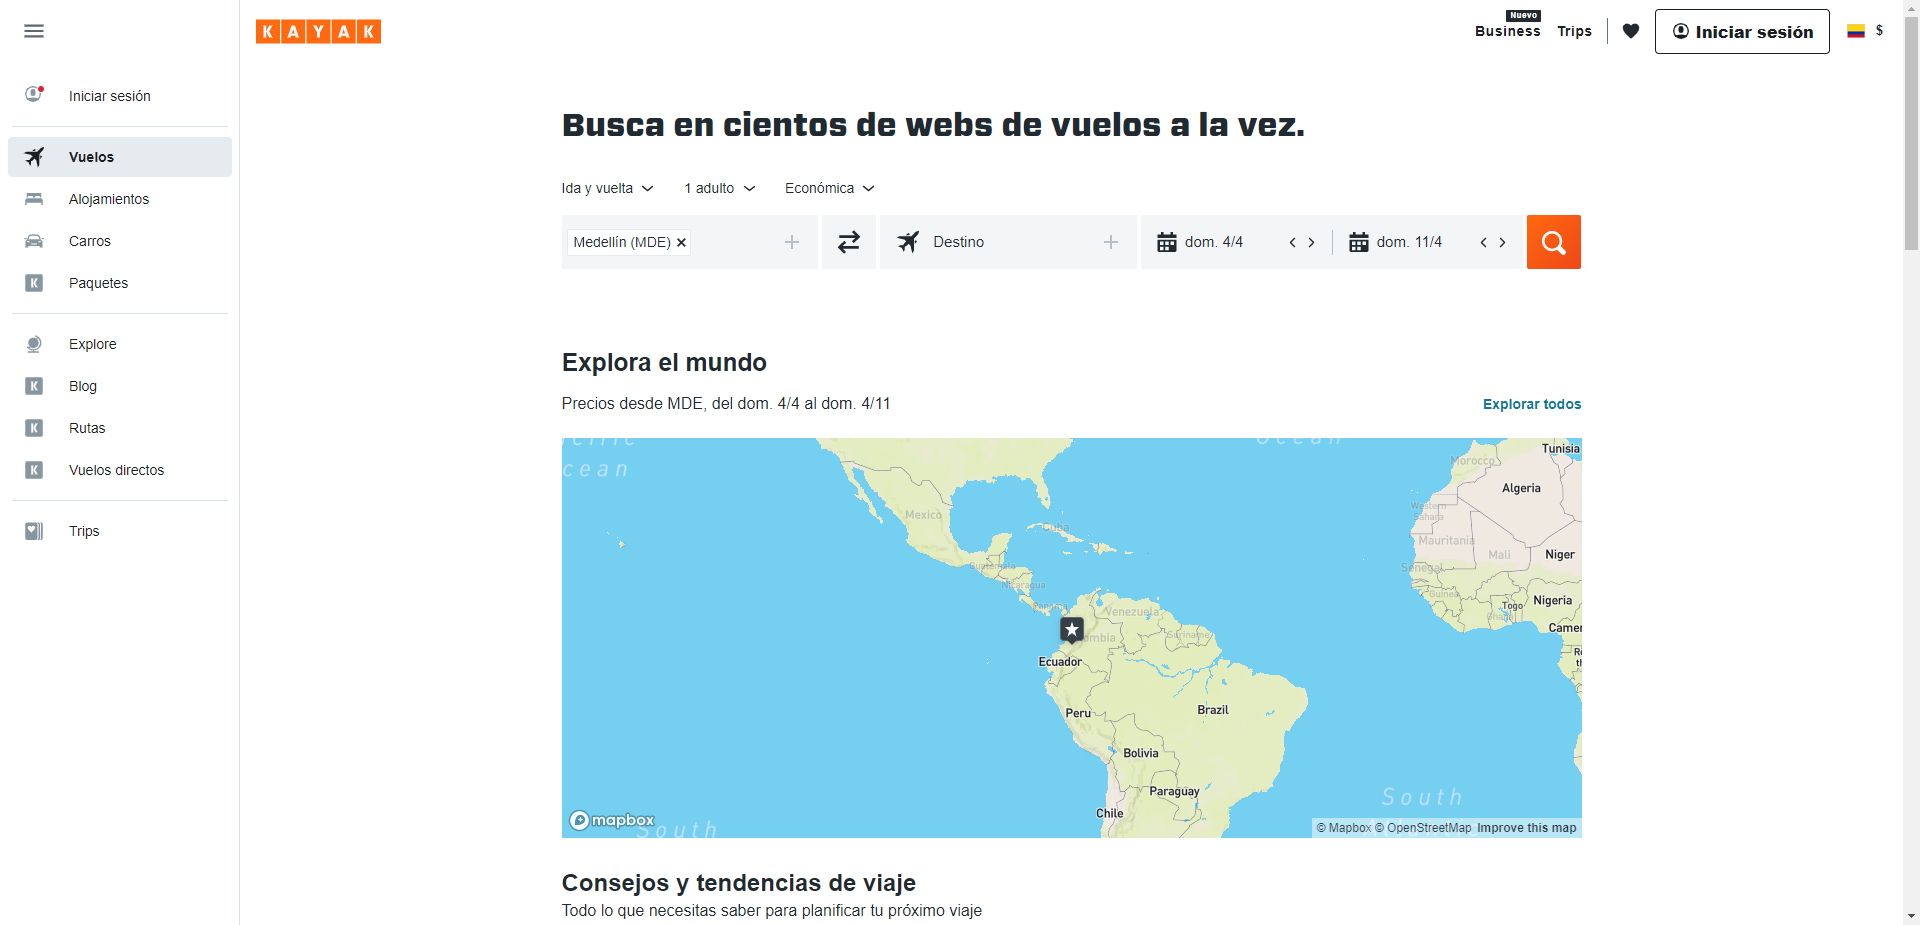 KAYAK
Nuevo
Business
Trips
Iniciar sesión
$
Iniciar sesión
Vuelos
Alojamientos
Carros
Paquetes
Explore
Blog
Rutas
Vuelos directos
Trips
Busca en cientos de webs de vuelos a la vez.
Ida y vuelta
1 adulto
Económica
Medellín (MDE)
Destino
dom. 4/4
dom. 11/4
Explora el mundo
Precios desde MDE, del dom. 4/4 al dom. 4/11
Explorar todos
Ocean
Tunisia
Morocco
Algeria
Western
Sahara
Mexico
Cuba
Mauritania
Mali
Niger
Guatemala
Senegal
Nicaragua
Guinea
Togo
Nigeria
Ghana
Panama
Venezuela
Suriname
Ecuador
Brazil
Peru
Bolivia
Paraguay
Chile
South
South
mapbox
© Mapbox © OpenStreetMap Improve this map
Consejos y tendencias de viaje
Todo lo que necesitas saber para planificar tu próximo viaje